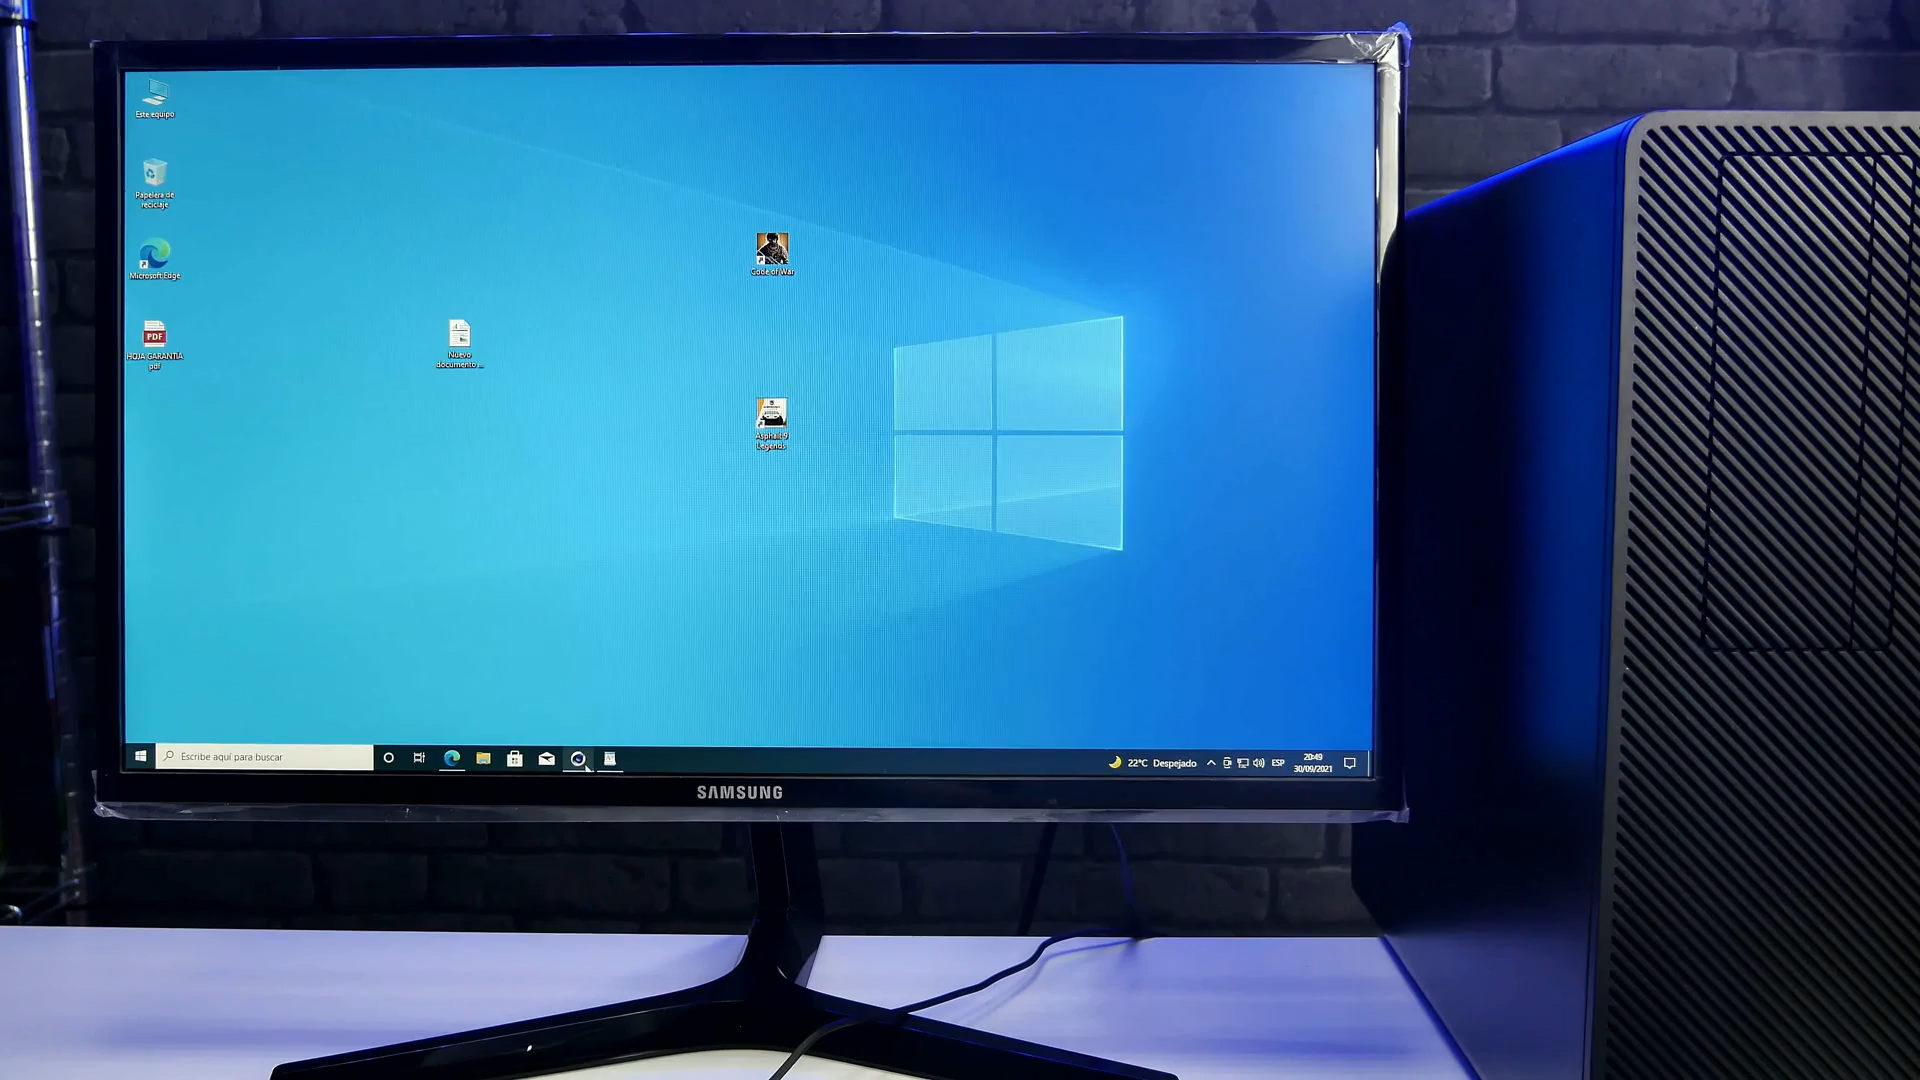 Este equipo
Papelera de
reciclaje
Microsoft Edge
PDF
HOJA GARANTIA
pdf
Nuevo
documento ...
Code of War
Asphalt 9
Legends
Escribe aquí para buscar
22°C Despejado
ESP
20:49
30/09/2021
SAMSUNG